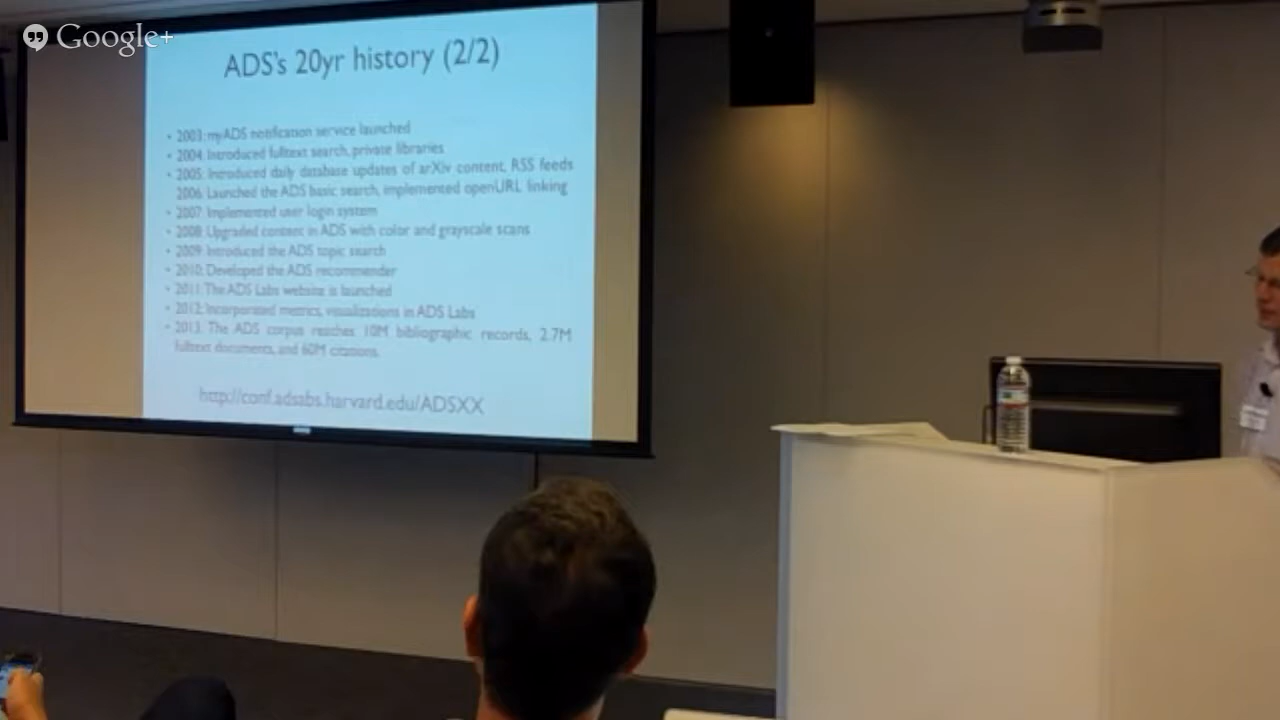 Google+
ADS's 20yr history (2/2)
• 2003: myADS notification service launched
• 2004: Introduced fulltext search, private libraries
• 2005: Introduced daily database updates of arXiv content, RSS feeds
2006: Launched the ADS basic search, implemented openURL linking
• 2007: Implemented user login system
• 2008: Upgraded content in ADS with color and grayscale scans
• 2009: Introduced the ADS topic search
• 2010: Developed the ADS recommender
• 2011: The ADS Labs website is launched
• 2012: Incorporated metrics, visualizations in ADS Labs
• 2013: The ADS corpus reaches 10M bibliographic records, 2.7M
fulltext documents, and 60M citations.
http://conf.adsabs.harvard.edu/ADSXX